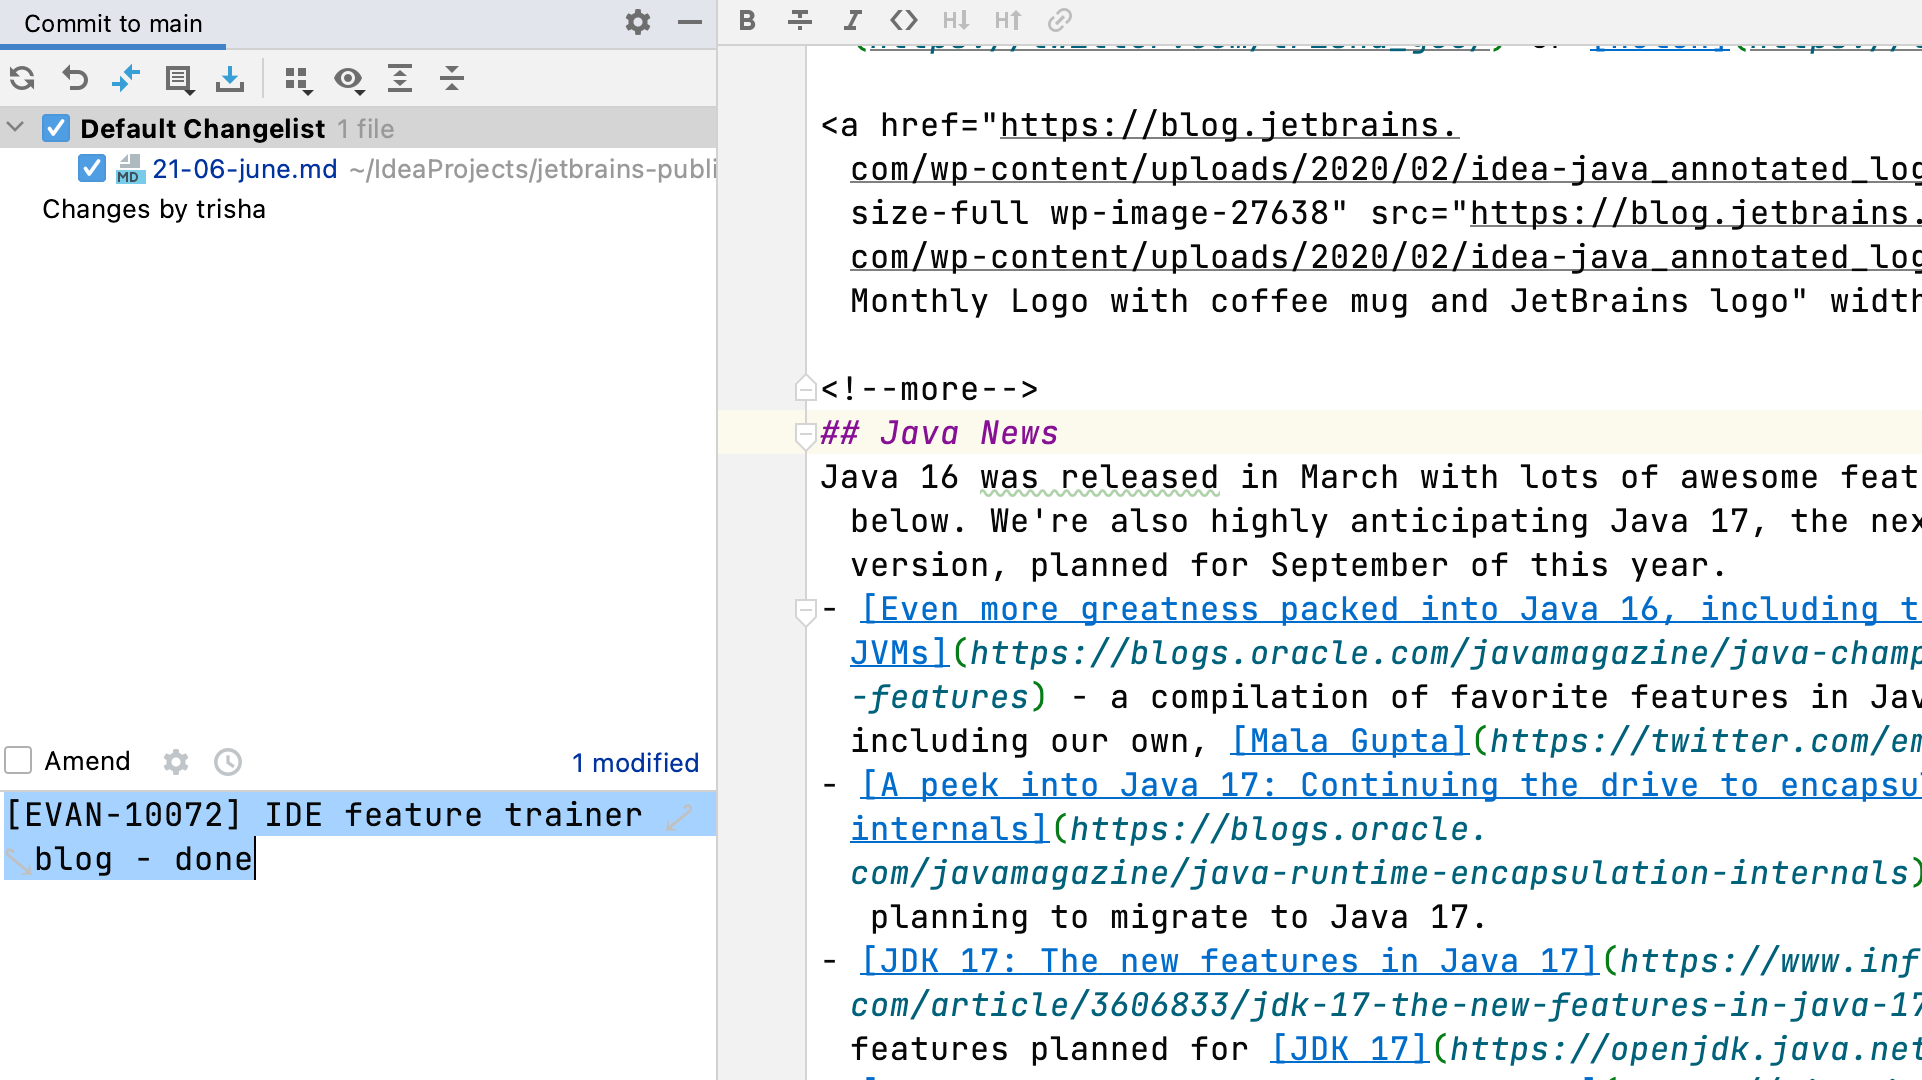 Commit to main
Default Changelist 1 file
MD 21-06-june.md ~/IdeaProjects/jetbrains-publi
Changes by trisha
Amend
1 modified
[EVAN-10072] IDE feature trainer
blog - done
B I <> H↓ H↑
<a href="https://blog.jetbrains.
com/wp-content/uploads/2020/02/idea-java_annotated_log
size-full wp-image-27638" src="https://blog.jetbrains.
com/wp-content/uploads/2020/02/idea-java_annotated_log
Monthly Logo with coffee mug and JetBrains logo" width
<!--more-->
## Java News
Java 16 was released in March with lots of awesome feat
below. We're also highly anticipating Java 17, the nex
version, planned for September of this year.
- [Even more greatness packed into Java 16, including t
JVMs](https://blogs.oracle.com/javamagazine/java-champ
-features) - a compilation of favorite features in Jav
including our own, [Mala Gupta](https://twitter.com/em
- [A peek into Java 17: Continuing the drive to encapsu
internals](https://blogs.oracle.
com/javamagazine/java-runtime-encapsulation-internals)
planning to migrate to Java 17.
- [JDK 17: The new features in Java 17](https://www.inf
com/article/3606833/jdk-17-the-new-features-in-java-17
features planned for [JDK 17](https://openjdk.java.net